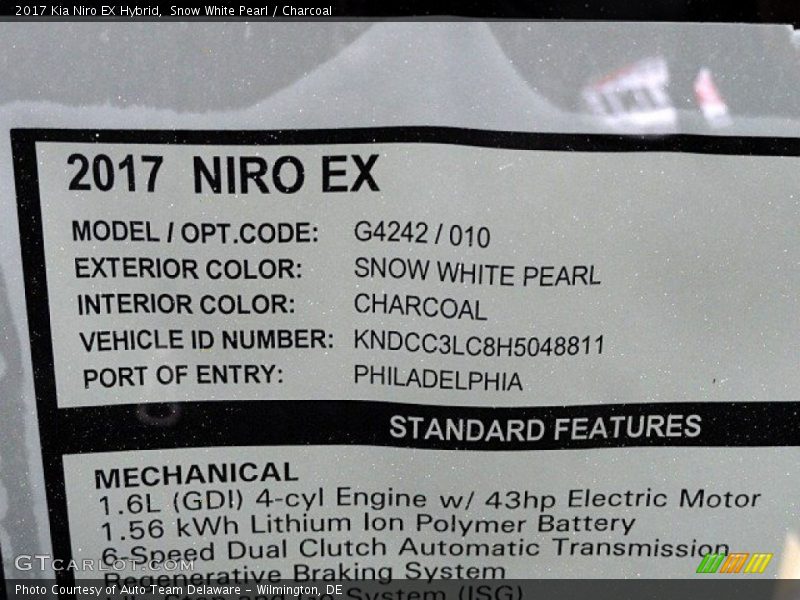 2017 Kia Niro EX Hybrid,  Snow White Pearl / Charcoal
2017 NIRO EX
MODEL / OPT.CODE: G4242 / 010
EXTERIOR COLOR: SNOW WHITE PEARL
INTERIOR COLOR: CHARCOAL
VEHICLE ID NUMBER: KNDCC3LC8H5048811
PORT OF ENTRY: PHILADELPHIA
STANDARD FEATURES
MECHANICAL
1.6L (GDI) 4-cyl Engine w/ 43hp Electric Motor
1.56 kWh Lithium Ion Polymer Battery
6-Speed Dual Clutch Automatic Transmission
GTCarLot.com
Regenerative Braking System
System (ISG)
Photo Courtesy of Auto Team Delaware – Wilmington, DE